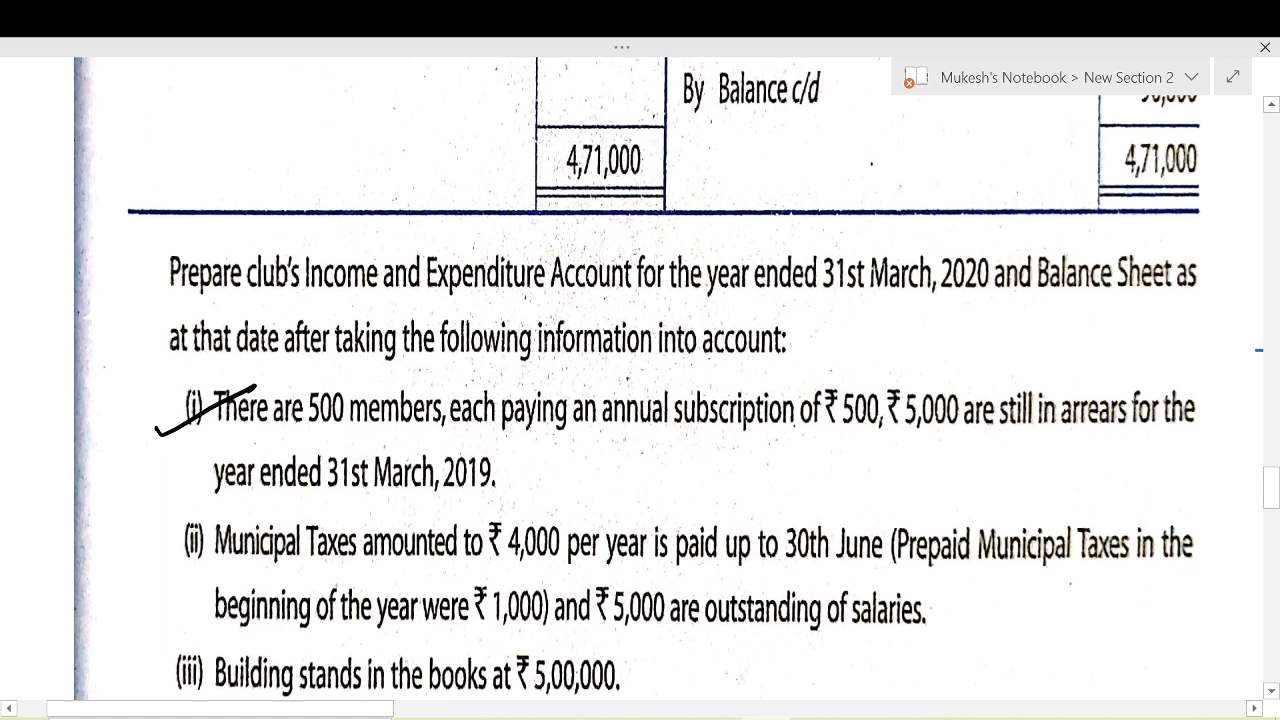 Mukesh's Notebook > New Section 2
By Balance c/d
4,71,000 4,71,000
Prepare club's Income and Expenditure Account for the year ended 31st March, 2020 and Balance Sheet as
at that date after taking the following information into account:
(i) There are 500 members, each paying an annual subscription of ₹ 500, ₹ 5,000 are still in arrears for the
year ended 31st March, 2019.
(ii) Municipal Taxes amounted to ₹ 4,000 per year is paid up to 30th June (Prepaid Municipal Taxes in the
beginning of the year were ₹ 1,000) and ₹ 5,000 are outstanding of salaries.
(iii) Building stands in the books at ₹ 5,00,000.